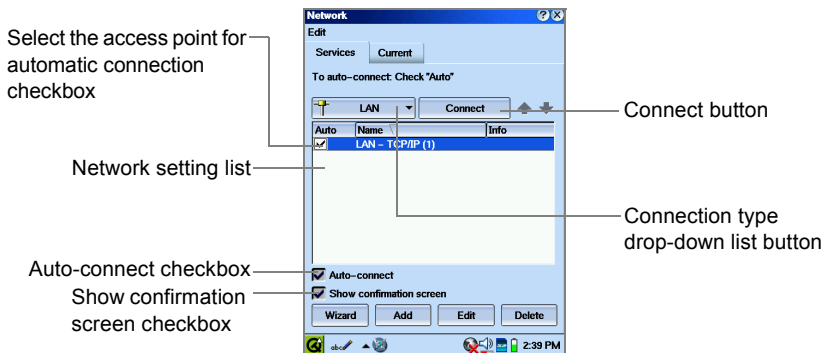 Select the access point for
automatic connection
checkbox
Network setting list
Auto-connect checkbox
Show confirmation
screen checkbox
Network
Edit
Services Current
To auto-connect: Check "Auto"
LAN Connect
Auto Name Info
LAN - TCP/IP (1)
Auto-connect
Show confirmation screen
Wizard Add Edit Delete
abc 2:39 PM
Connect button
Connection type
drop-down list button